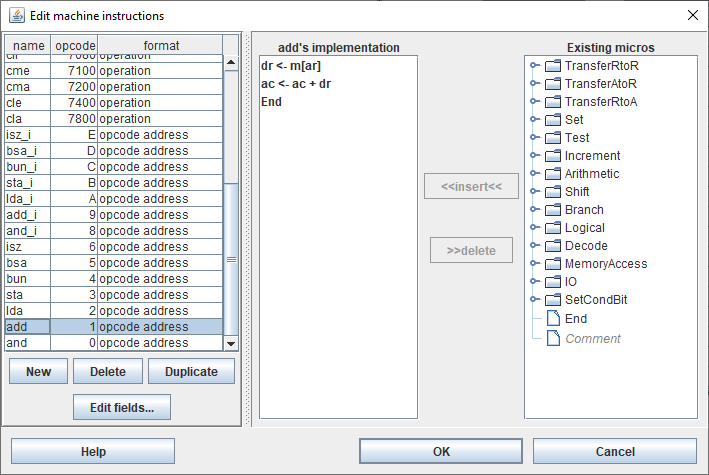 Edit machine instructions
name opcode format
cir 7080 operation
cme 7100 operation
cma 7200 operation
cle 7400 operation
cla 7800 operation
isz_i E opcode address
bsa_i D opcode address
bun_i C opcode address
sta_i B opcode address
lda_i A opcode address
add_i 9 opcode address
and_i 8 opcode address
isz 6 opcode address
bsa 5 opcode address
bun 4 opcode address
sta 3 opcode address
lda 2 opcode address
add 1 opcode address
and 0 opcode address
New Delete Duplicate
Edit fields...
add's implementation
dr <- m[ar]
ac <- ac + dr
End
<<insert<<
>>delete
Existing micros
TransferRtoR
TransferAtoR
TransferRtoA
Set
Test
Increment
Arithmetic
Shift
Branch
Logical
Decode
MemoryAccess
IO
SetCondBit
End
Comment
Help OK Cancel